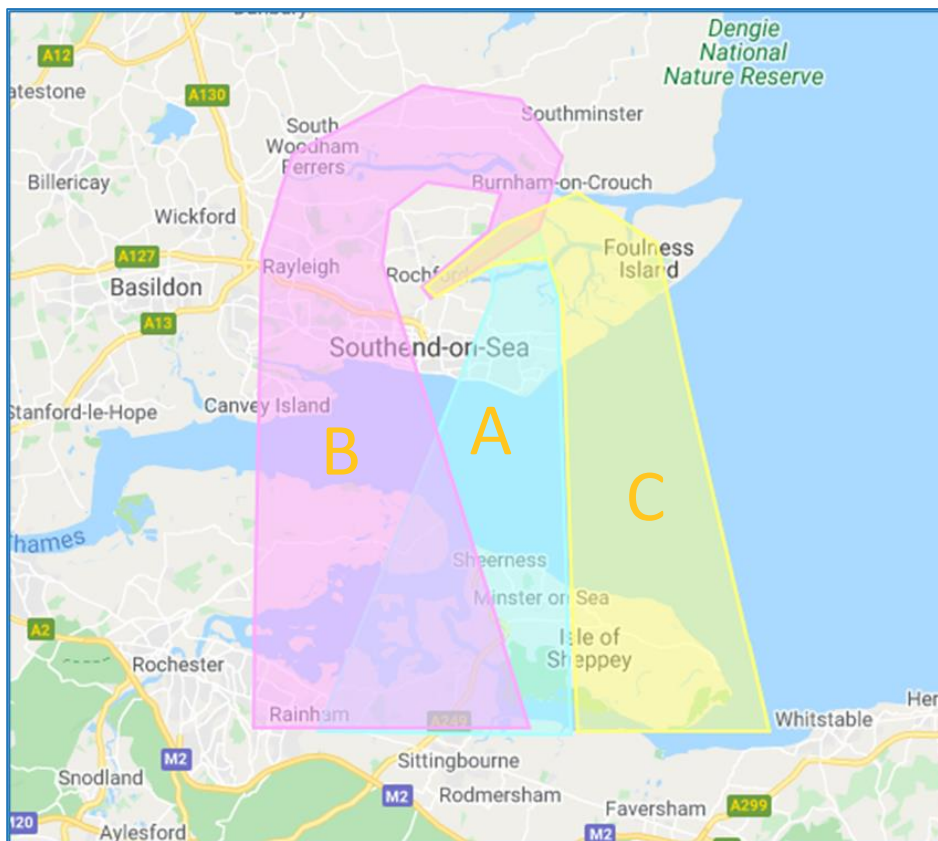 Dengie
National
Nature Reserve
A12
atestone
A130
South
Woodham
Ferrers
Southminster
Billericay
Burnham-on-Crouch
Wickford
A127
Rayleigh
Rochford
Foulness
Island
Basildon
A13
Southend-on-Sea
Stanford-le-Hope
Canvey Island
B
A
C
Thames
Sheerness
Minster on Sea
A2
Isle of
Sheppey
Rochester
Rainham
A249
Whitstable
Her
M2
Sittingbourne
Snodland
M2
Rodmersham
Faversham
A299
M20
Aylesford
M2